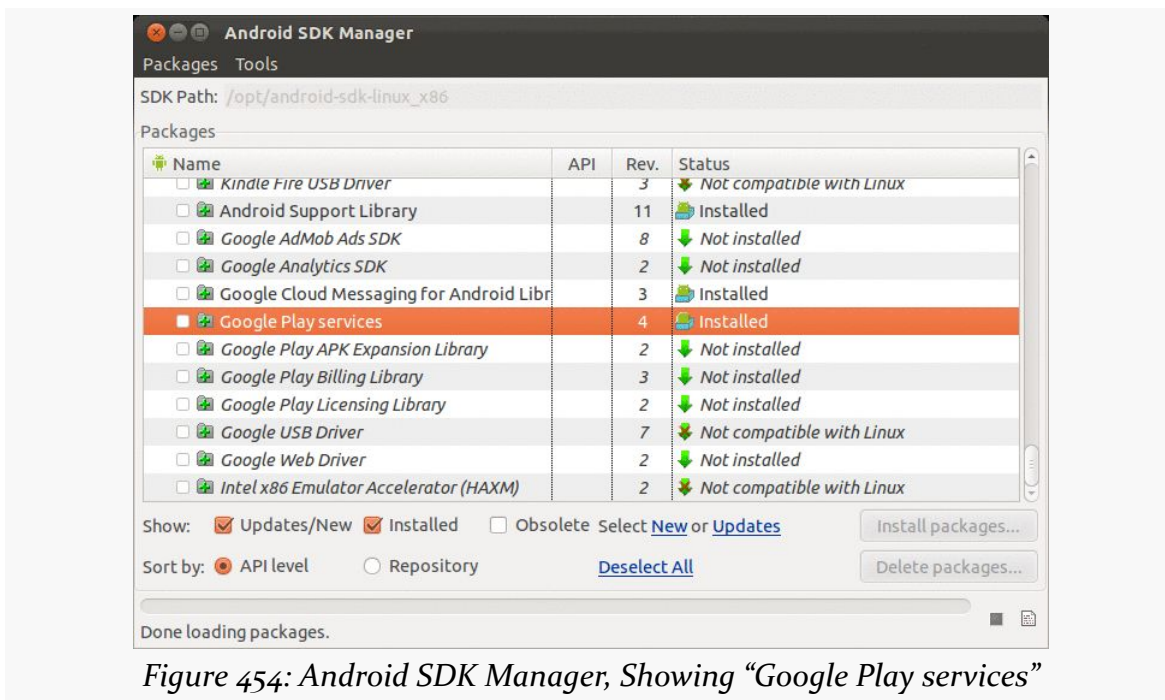 Android SDK Manager
Packages Tools
SDK Path: /opt/android-sdk-linux_x86
Packages
Name API Rev. Status
Kindle Fire USB Driver 3 Not compatible with Linux
Android Support Library 11 Installed
Google AdMob Ads SDK 8 Not installed
Google Analytics SDK 2 Not installed
Google Cloud Messaging for Android Libr 3 Installed
Google Play services 4 Installed
Google Play APK Expansion Library 2 Not installed
Google Play Billing Library 3 Not installed
Google Play Licensing Library 2 Not installed
Google USB Driver 7 Not compatible with Linux
Google Web Driver 2 Not installed
Intel x86 Emulator Accelerator (HAXM) 2 Not compatible with Linux
Show: Updates/New Installed Obsolete Select New or Updates Install packages...
Sort by: API level Repository Deselect All Delete packages...
Done loading packages.
Figure 454: Android SDK Manager, Showing “Google Play services”